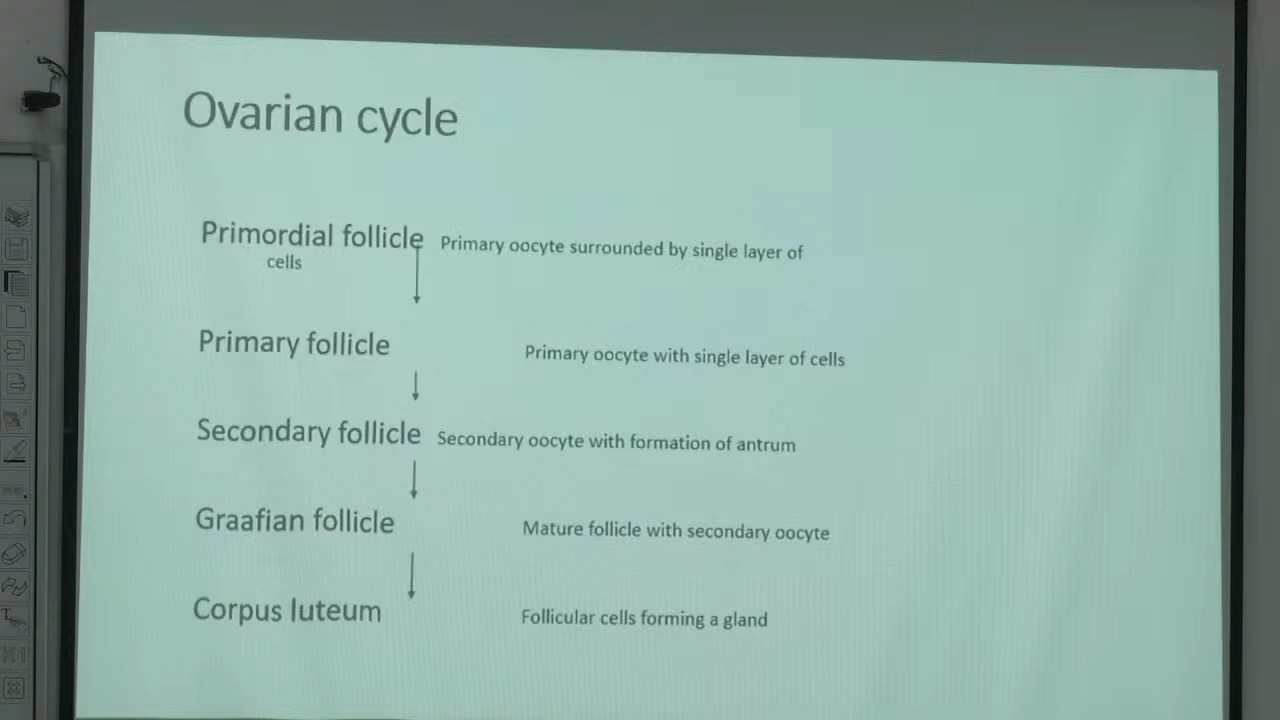 Ovarian cycle
Primordial follicle Primary oocyte surrounded by single layer of
cells
Primary follicle Primary oocyte with single layer of cells
Secondary follicle Secondary oocyte with formation of antrum
Graafian follicle Mature follicle with secondary oocyte
Corpus luteum Follicular cells forming a gland